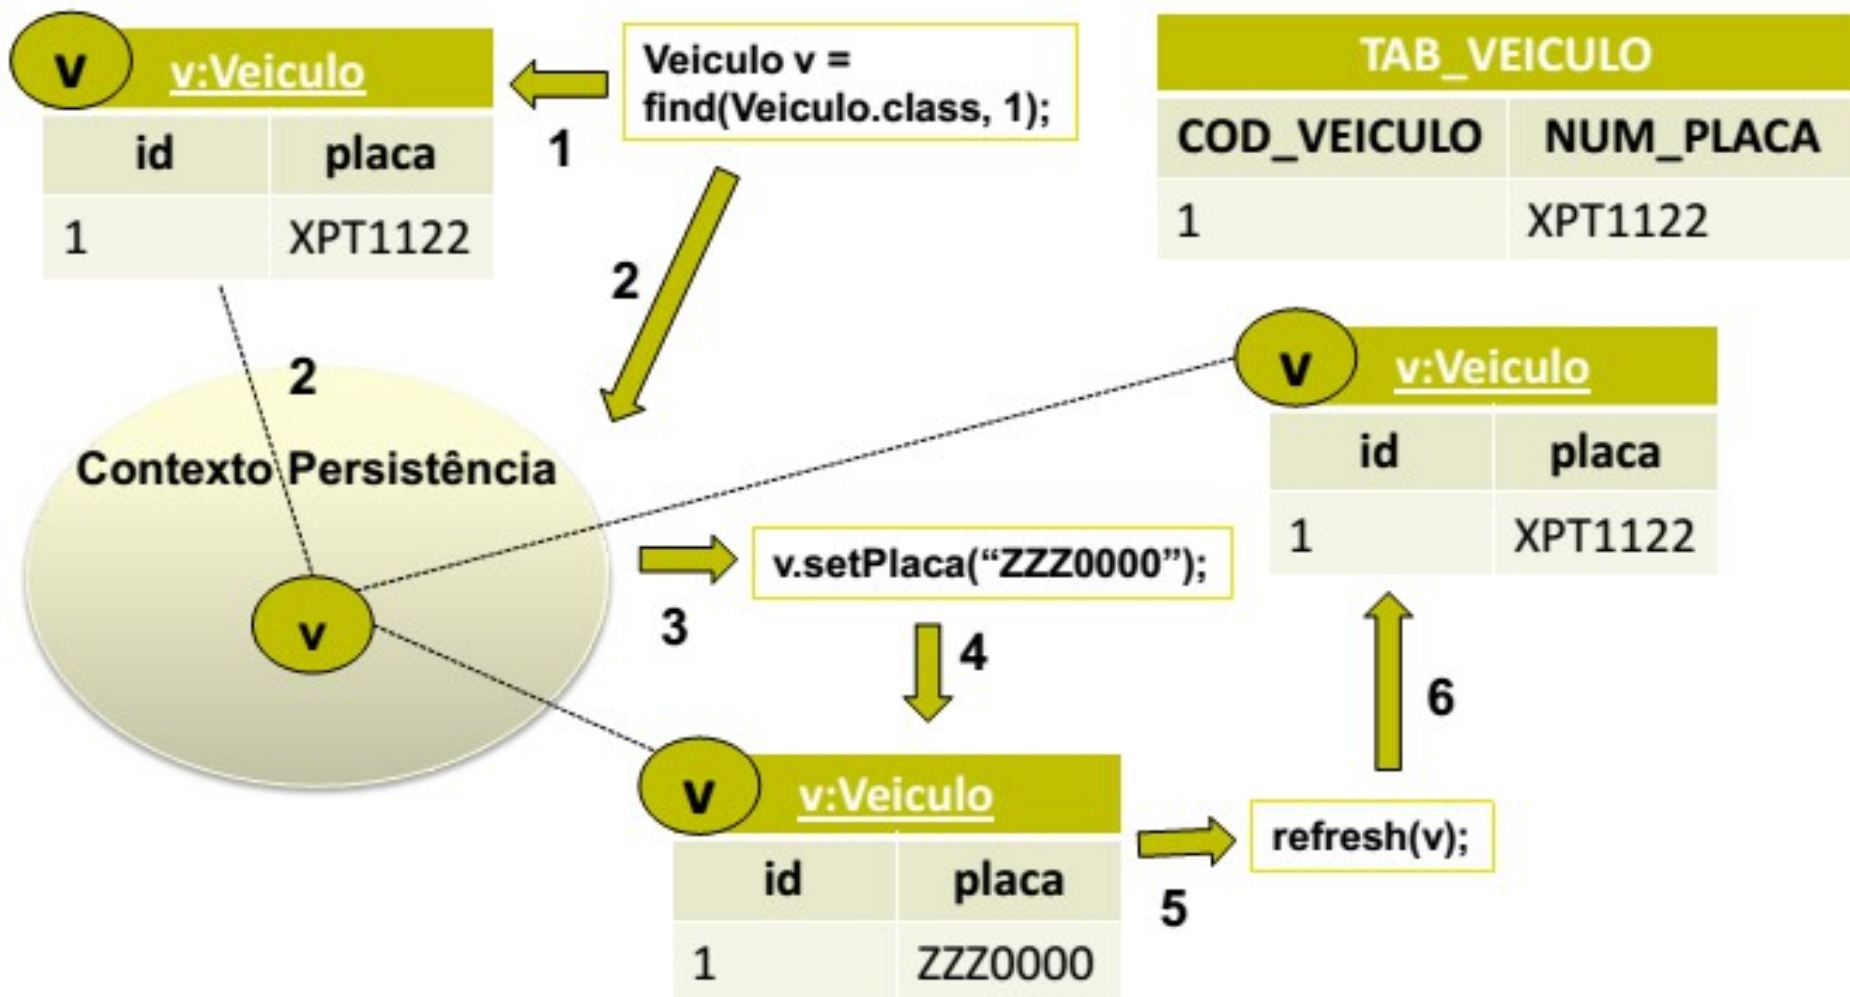 v
v:Veiculo
id placa
1 XPT1122
Veiculo v =
find(Veiculo.class, 1);
1
2
TAB_VEICULO
COD_VEICULO NUM_PLACA
1 XPT1122
2
Contexto Persistência
v
3
v.setPlaca(“ZZZ0000”);
4
v
v:Veiculo
id placa
1 ZZZ0000
5
refresh(v);
6
v
v:Veiculo
id placa
1 XPT1122